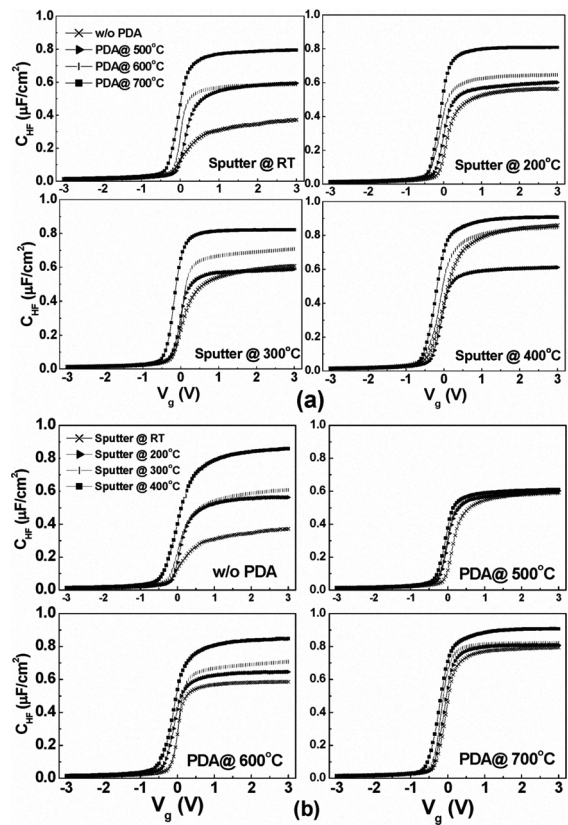 1.0
0.8
0.6
0.4
0.2
0.0
w/o PDA
PDA@ 500°C
PDA@ 600°C
PDA@ 700°C
Sputter @ RT
-3 -2 -1 0 1 2 3
1.0
0.8
0.6
0.4
0.2
0.0
Sputter @ 200°C
-3 -2 -1 0 1 2 3
C_HF (μF/cm²)
1.0
0.8
0.6
0.4
0.2
0.0
Sputter @ 300°C
-3 -2 -1 0 1 2 3
1.0
0.8
0.6
0.4
0.2
0.0
Sputter @ 400°C
-3 -2 -1 0 1 2 3
C_HF (μF/cm²)
V_g (V)
V_g (V)
(a)
1.0
0.8
0.6
0.4
0.2
0.0
Sputter @ RT
Sputter @ 200°C
Sputter @ 300°C
Sputter @ 400°C
w/o PDA
-3 -2 -1 0 1 2 3
1.0
0.8
0.6
0.4
0.2
0.0
PDA@ 500°C
-3 -2 -1 0 1 2 3
C_HF (μF/cm²)
1.0
0.8
0.6
0.4
0.2
0.0
PDA@ 600°C
-3 -2 -1 0 1 2 3
1.0
0.8
0.6
0.4
0.2
0.0
PDA@ 700°C
-3 -2 -1 0 1 2 3
C_HF (μF/cm²)
V_g (V)
V_g (V)
(b)